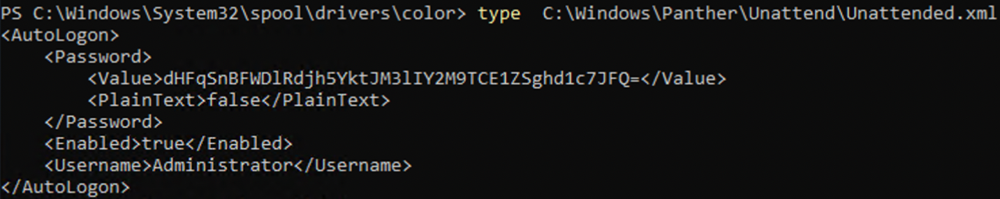 PS C:\Windows\System32\spool\drivers\color> type  C:\Windows\Panther\Unattend\Unattended.xml
<AutoLogon>
    <Password>
        <Value>dHFqSnBFWDlRdjh5YktJM3lIY2M9TCE1ZSghd1c7JFQ=</Value>
        <PlainText>false</PlainText>
    </Password>
    <Enabled>true</Enabled>
    <Username>Administrator</Username>
</AutoLogon>